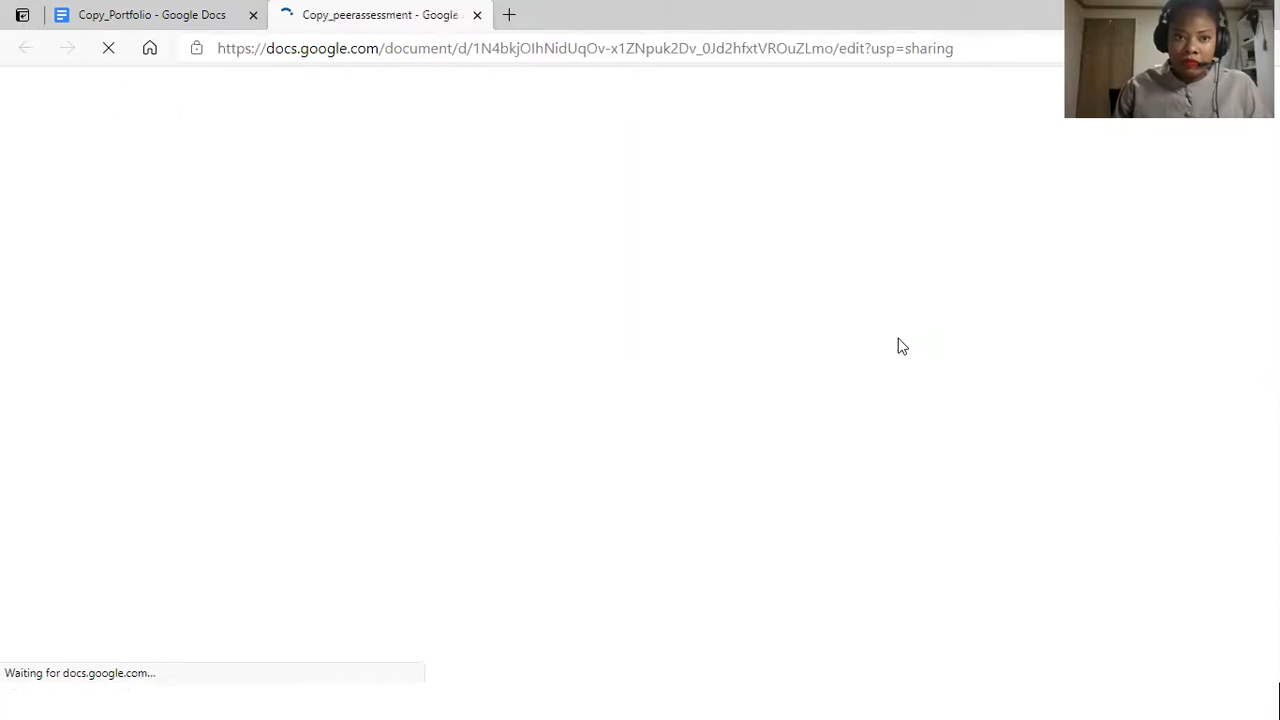 Copy_Portfolio - Google Docs
Copy_peerassessment - Google
https://docs.google.com/document/d/1N4bkjOIhNidUqOv-x1ZNpuk2Dv_0Jd2hfxtVROuZLmo/edit?usp=sharing
Waiting for docs.google.com...